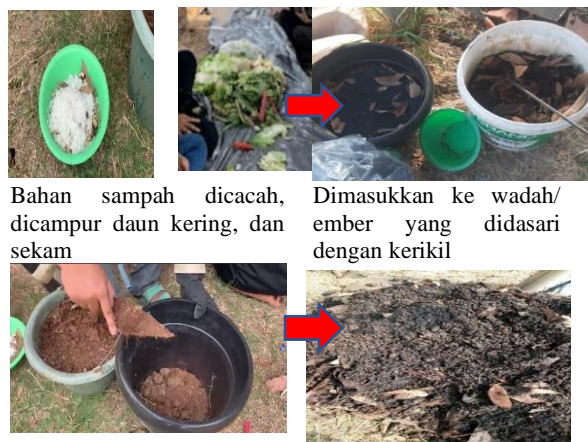 Bahan sampah dicacah,
dicampur daun kering, dan
sekam
Dimasukkan ke wadah/
ember yang didasari
dengan kerikil